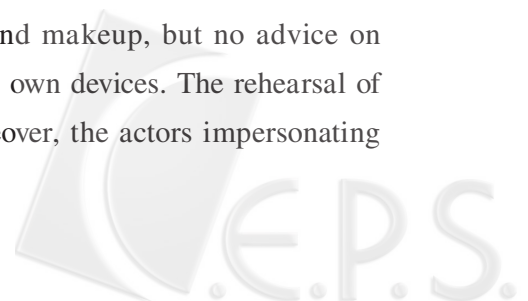 nd makeup, but no advice on
own devices. The rehearsal of
over, the actors impersonating
C.E.P.S.